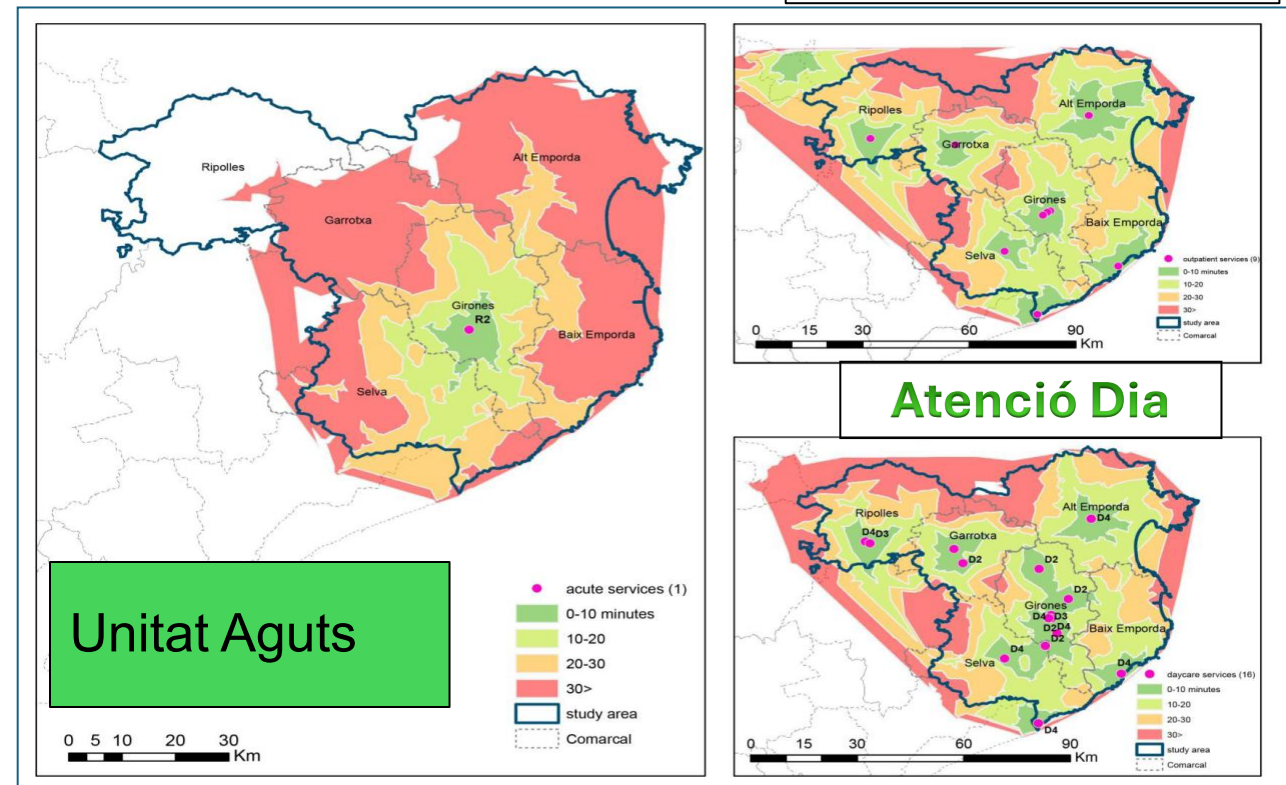 Ripolles
Alt Emporda
Garrotxa
Girones
R2
Baix Emporda
Selva
Unitat Aguts
acute services (1)
0-10 minutes
10-20
20-30
30>
study area
Comarcal
0 5 10 20 30
Km
Ripolles
Alt Emporda
Garrotxa
Girones
Baix Emporda
Selva
outpatient services (9)
0-10 minutes
10-20
20-30
30>
study area
Comarcal
0 15 30 60 90
Km
Atenció Dia
Alt Emporda
D4
Ripolles
D4 D3
Garrotxa
D2
D2
D2
Girones
D4 D3
D2 D4
D2
Baix Emporda
D4
Selva
D4
D4
daycare services (16)
0-10 minutes
10-20
20-30
30>
study area
Comarcal
0 15 30 60 90
Km